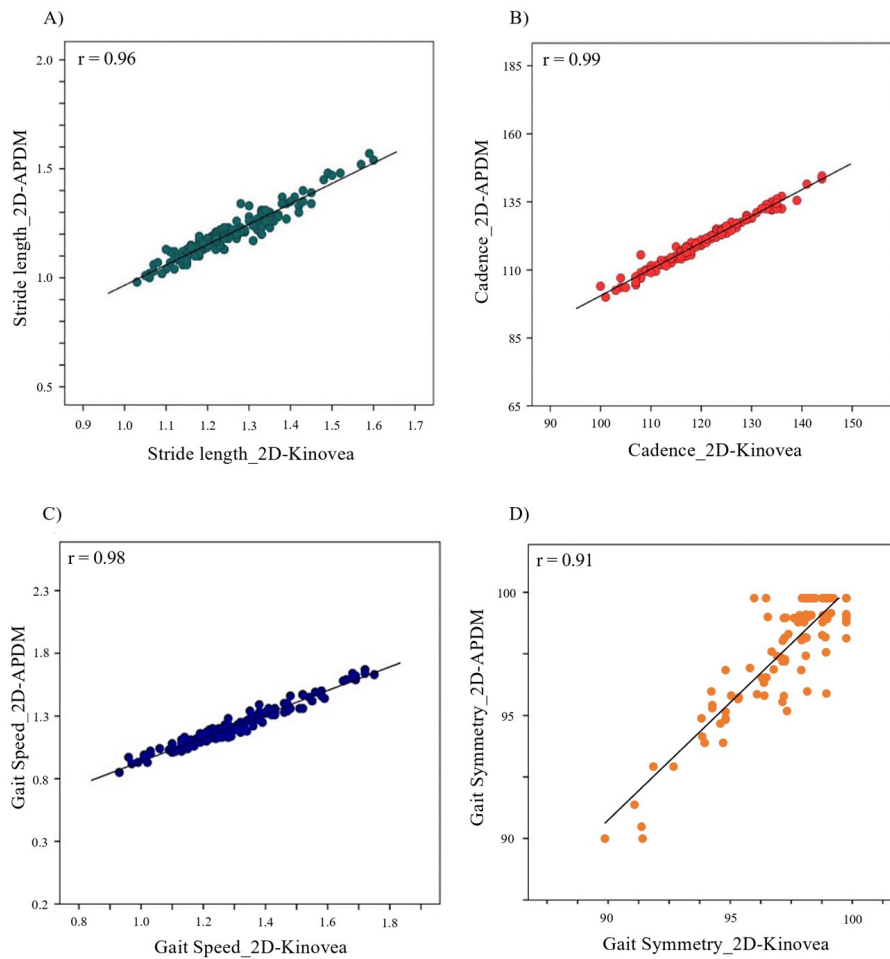 A)
r = 0.96
Stride length_2D-APDM
2.0
1.5
1.0
0.5
0.9 1.0 1.1 1.2 1.3 1.4 1.5 1.6 1.7
Stride length_2D-Kinovea
B)
r = 0.99
Cadence_2D-APDM
185
160
135
110
85
65
90 100 110 120 130 140 150
Cadence_2D-Kinovea
C)
r = 0.98
Gait Speed_2D-APDM
2.3
1.8
1.3
0.8
0.3
0.2
0.8 1.0 1.2 1.4 1.6 1.8
Gait Speed_2D-Kinovea
D)
r = 0.91
Gait Symmetry_2D-APDM
100
95
90
90 95 100
Gait Symmetry_2D-Kinovea